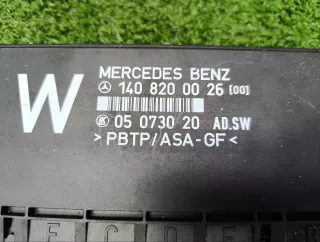 W
MERCEDES BENZ
140 820 00 26 [00]
05 0730 20 AD.SW
>PBTP/ASA-GF<
F C D E